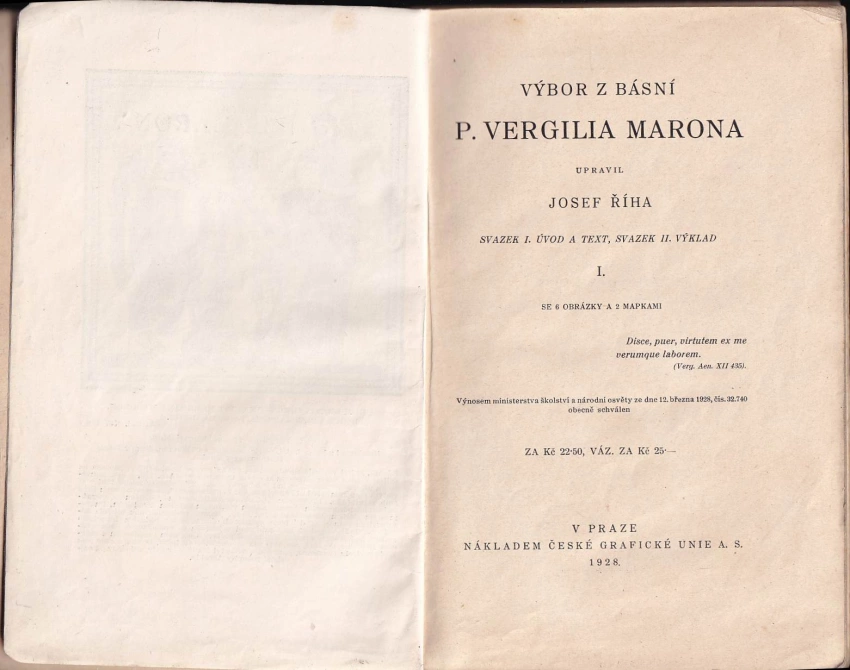 VÝBOR Z BÁSNÍ
P. VERGILIA MARONA
UPRAVIL
JOSEF ŘÍHA
SVAZEK I. ÚVOD A TEXT, SVAZEK II. VÝKLAD
I.
SE 6 OBRÁZKY A 2 MAPKAMI
Disce, puer, virtutem ex me
verumque laborem.
(Verg. Aen. XII 435).
Výnosem ministerstva školství a národní osvěty ze dne 12. března 1928, čís. 32.740
obecně schválen
ZA Kč 22·50, VÁZ. ZA Kč 25·—
V PRAZE
NÁKLADEM ČESKÉ GRAFICKÉ UNIE A. S.
1928.